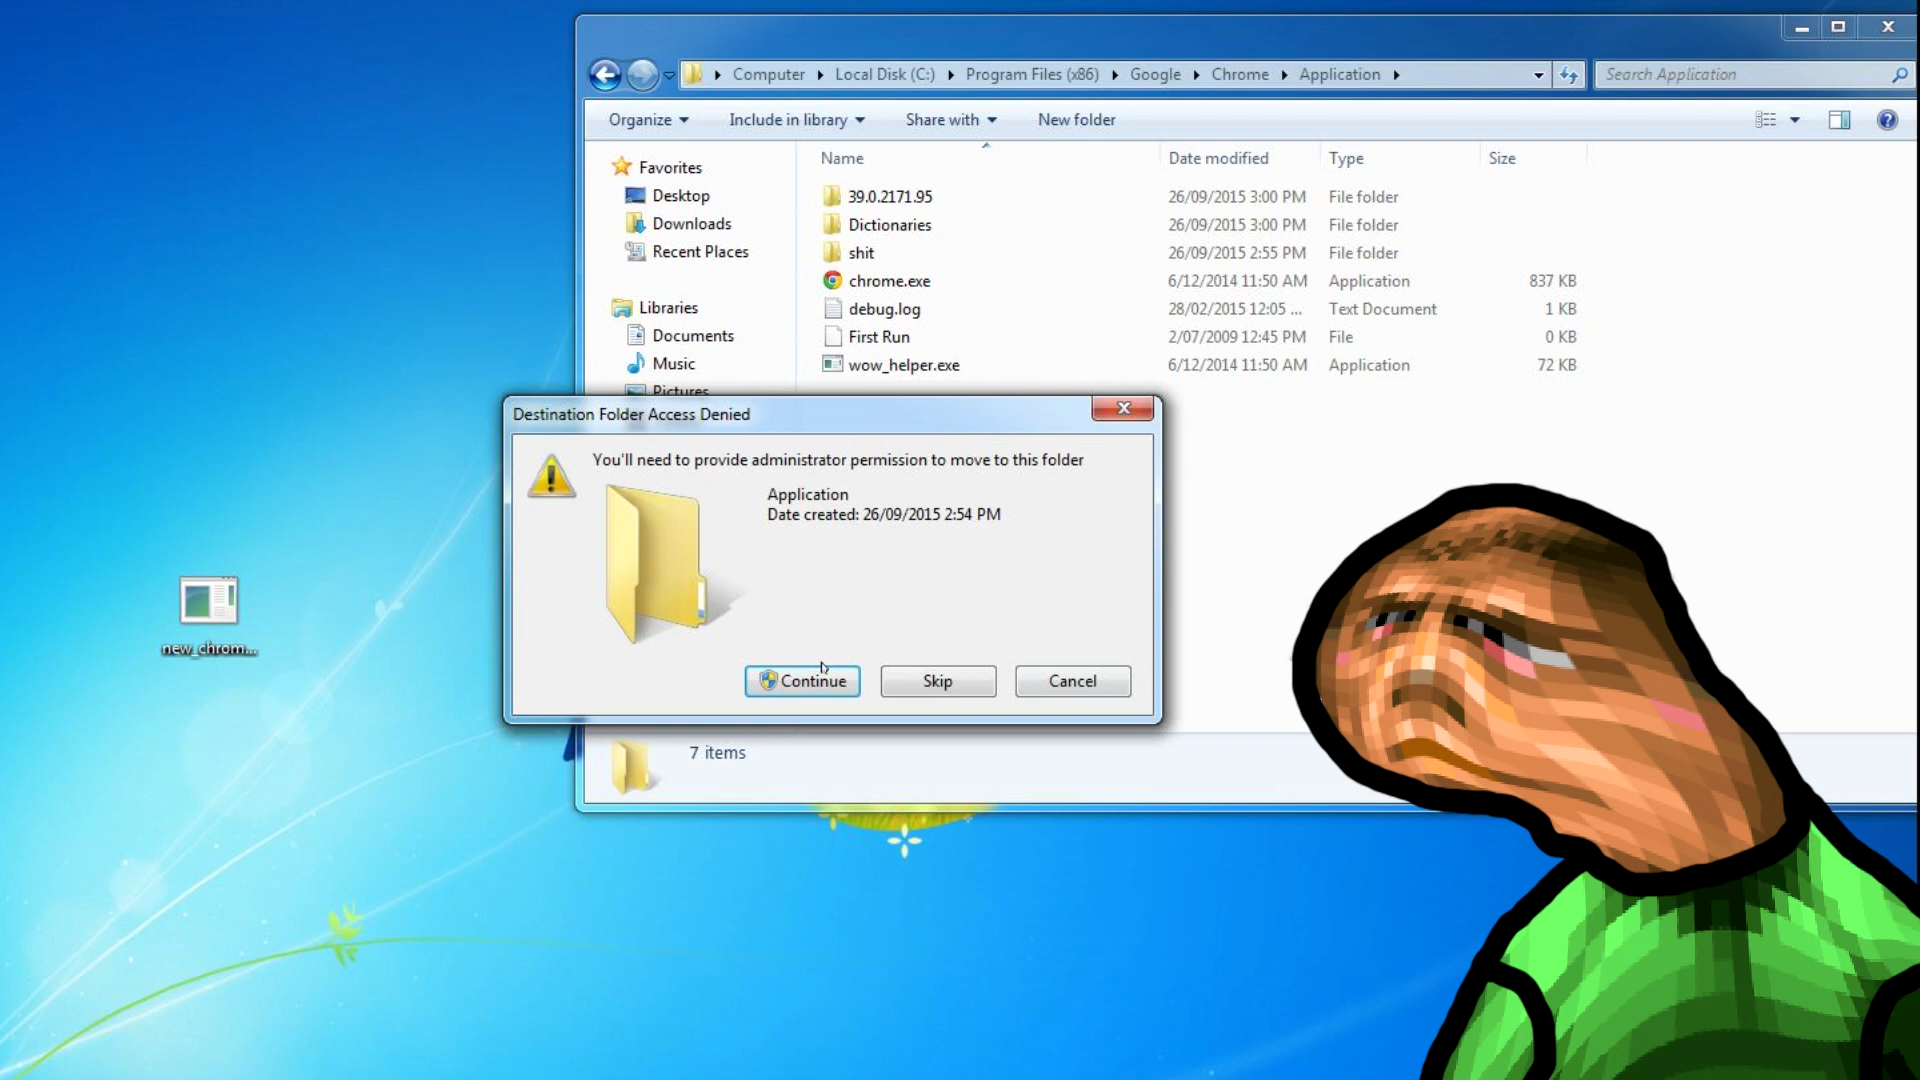 Computer Local Disk (C:) Program Files (x86) Google Chrome Application
Search Application
Organize Include in library Share with New folder
Name Date modified Type Size
Favorites
Desktop
Downloads
Recent Places
Libraries
Documents
Music
Pictures
39.0.2171.95 26/09/2015 3:00 PM File folder
Dictionaries 26/09/2015 3:00 PM File folder
shit 26/09/2015 2:55 PM File folder
chrome.exe 6/12/2014 11:50 AM Application 837 KB
debug.log 28/02/2015 12:05 ... Text Document 1 KB
First Run 2/07/2009 12:45 PM File 0 KB
wow_helper.exe 6/12/2014 11:50 AM Application 72 KB
Destination Folder Access Denied
You'll need to provide administrator permission to move to this folder
Application
Date created: 26/09/2015 2:54 PM
Continue Skip Cancel
7 items
new_chrom...